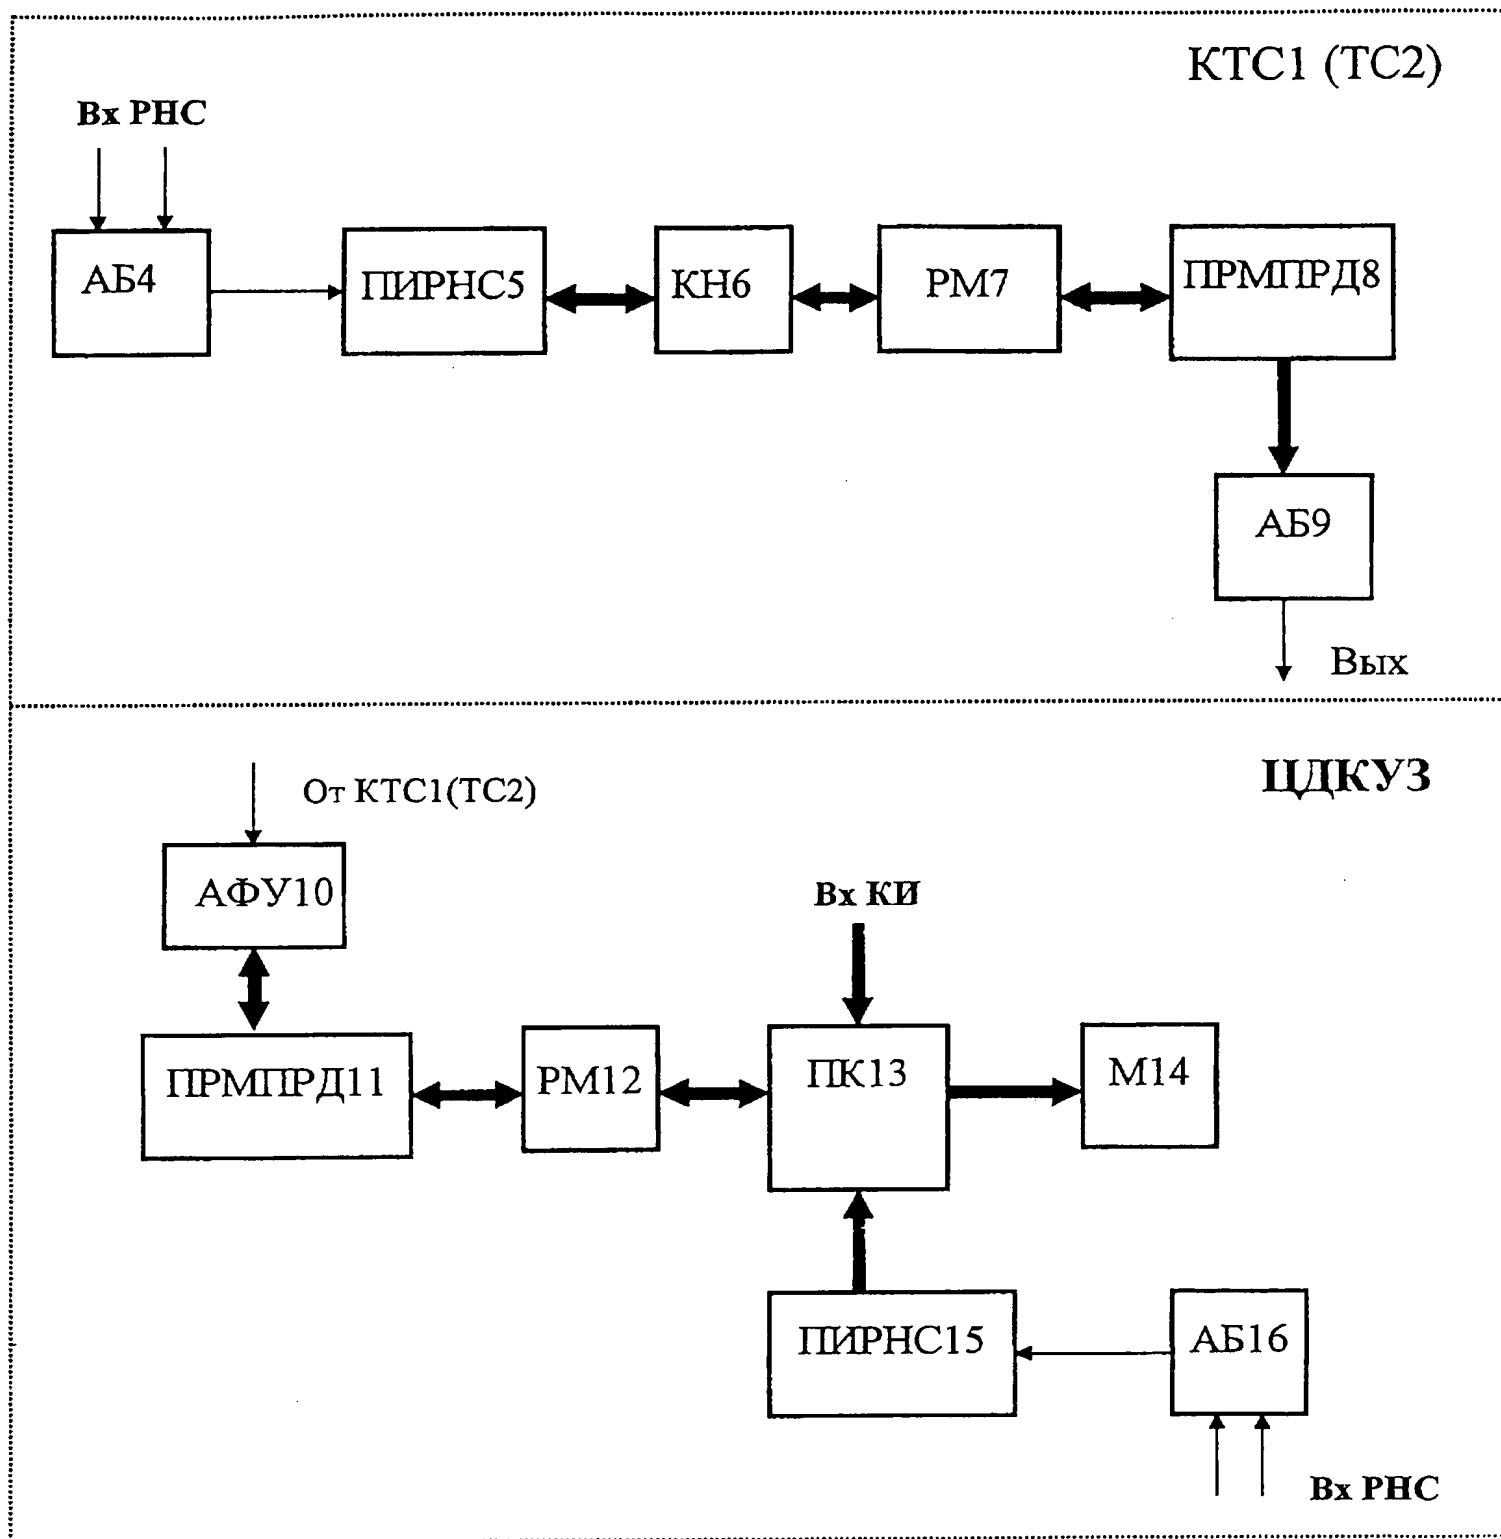 КТС1 (ТС2)
Вх РНС
АБ4
ПИРНС5
КН6
РМ7
ПРМПРД8
АБ9
Вых
ЦДКУ3
От КТС1(ТС2)
АФУ10
Вх КИ
ПРМПРД11
РМ12
ПК13
М14
ПИРНС15
АБ16
Вх РНС